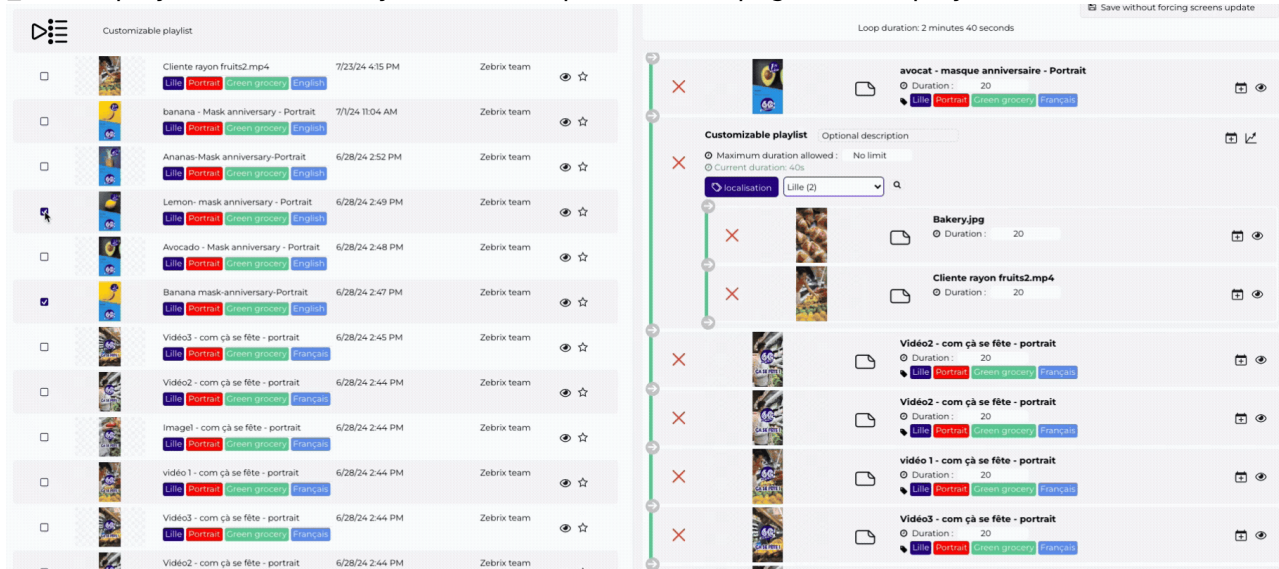 Save without forcing screens update
Customizable playlist
Loop duration: 2 minutes 40 seconds
Cliente rayon fruits2.mp4 7/23/24 4:15 PM Zebrix team
Lille Portrait Green grocery English
banana - Mask anniversary - Portrait 7/1/24 11:04 AM Zebrix team
Lille Portrait Green grocery English
Ananas-Mask anniversary-Portrait 6/28/24 2:52 PM Zebrix team
Lille Portrait Green grocery English
Lemon- mask anniversary - Portrait 6/28/24 2:49 PM Zebrix team
Lille Portrait Green grocery English
Avocado - Mask anniversary - Portrait 6/28/24 2:48 PM Zebrix team
Lille Portrait Green grocery English
Banana mask-anniversary-Portrait 6/28/24 2:47 PM Zebrix team
Lille Portrait Green grocery English
Vidéo3 - com çà se fête - portrait 6/28/24 2:45 PM Zebrix team
Lille Portrait Green grocery Français
Vidéo2 - com çà se fête - portrait 6/28/24 2:44 PM Zebrix team
Lille Portrait Green grocery Français
Image1 - com çà se fête - portrait 6/28/24 2:44 PM Zebrix team
Lille Portrait Green grocery Français
vidéo 1 - com çà se fête - portrait 6/28/24 2:44 PM Zebrix team
Lille Portrait Green grocery Français
Vidéo3 - com çà se fête - portrait 6/28/24 2:44 PM Zebrix team
Lille Portrait Green grocery Français
Vidéo2 - com çà se fête - portrait 6/28/24 2:44 PM Zebrix team
avocat - masque anniversaire - Portrait
Duration : 20
Lille Portrait Green grocery Français
Customizable playlist Optional description
Maximum duration allowed : No limit
Current duration: 40s
localisation Lille (2)
Bakery.jpg
Duration : 20
Cliente rayon fruits2.mp4
Duration : 20
Vidéo2 - com çà se fête - portrait
Duration : 20
Lille Portrait Green grocery Français
Vidéo2 - com çà se fête - portrait
Duration : 20
Lille Portrait Green grocery Français
vidéo 1 - com çà se fête - portrait
Duration : 20
Lille Portrait Green grocery Français
Vidéo3 - com çà se fête - portrait
Duration : 20
Lille Portrait Green grocery Français